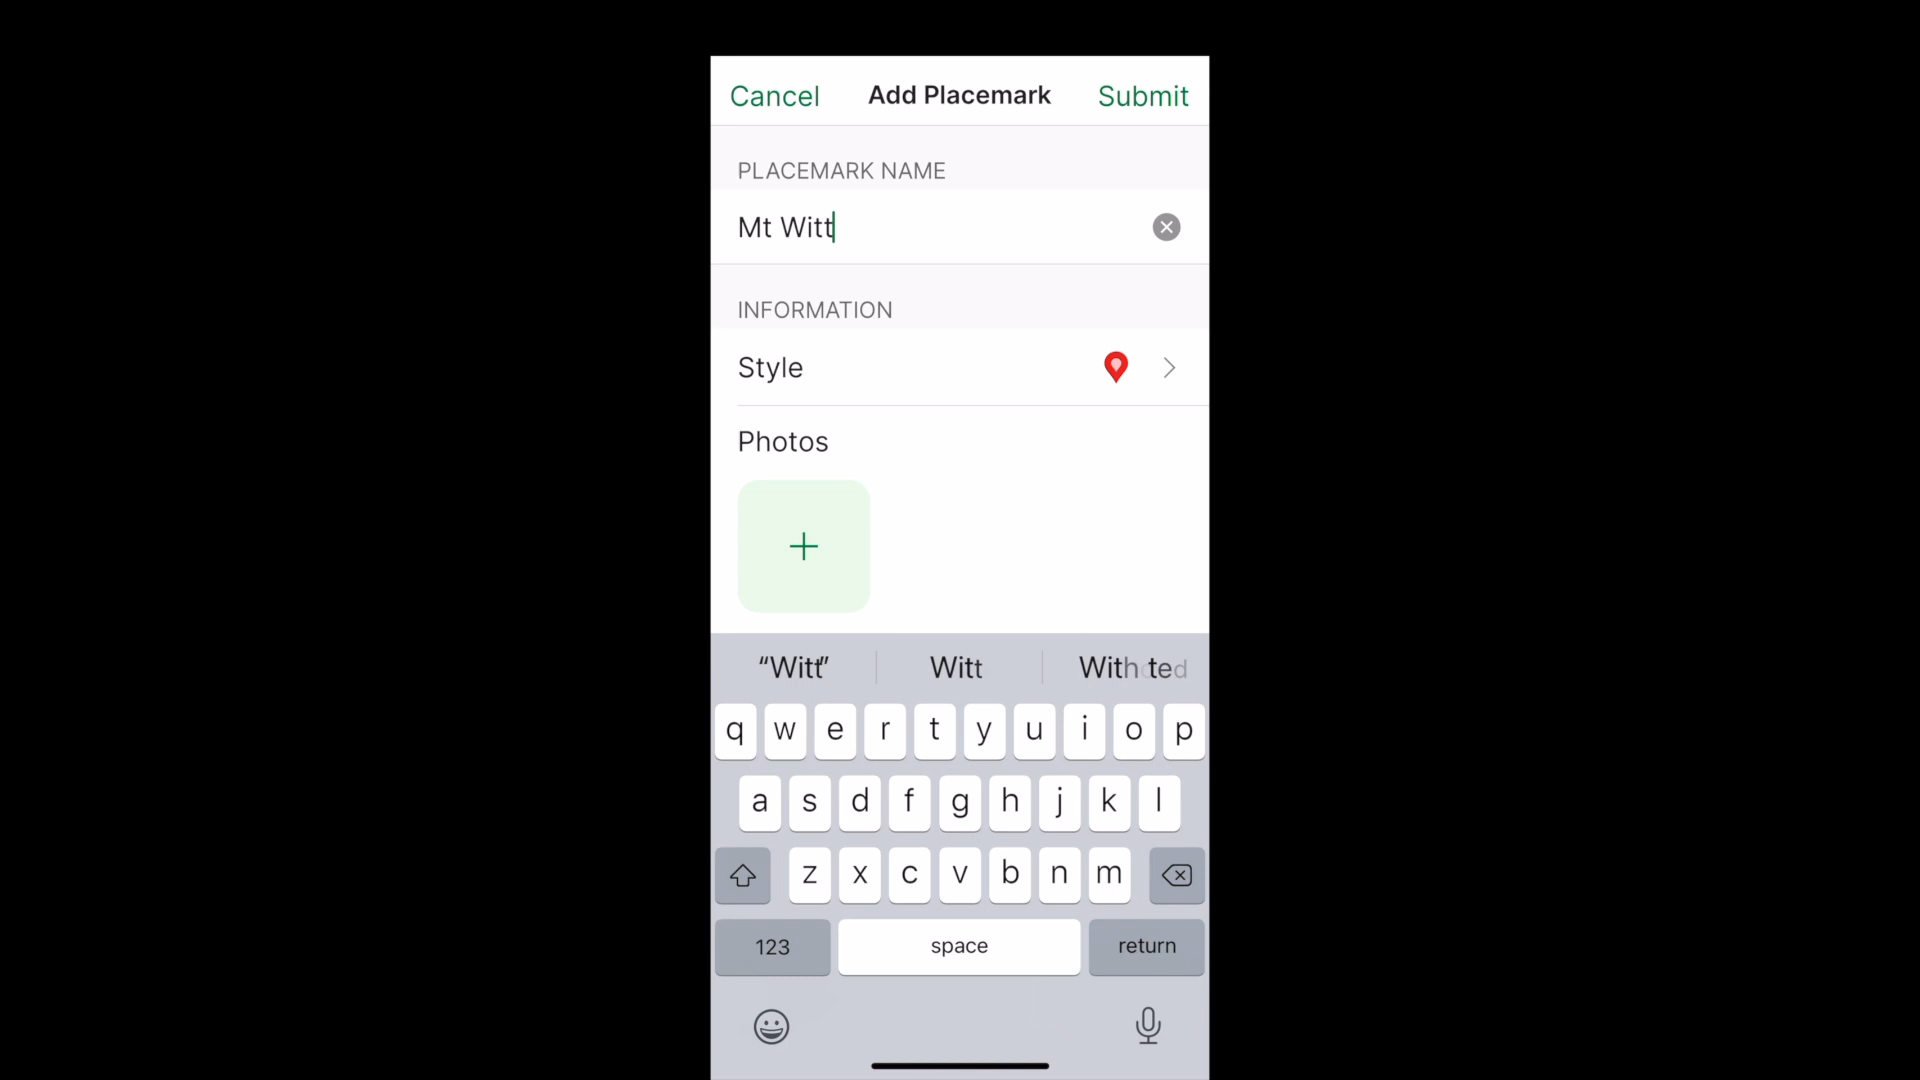 Cancel Add Placemark Submit
PLACEMARK NAME
Mt Witt
INFORMATION
Style
Photos
“Witt” Witt
q w e r t y u i o p
a s d f g h j k l
z x c v b n m
123 space return